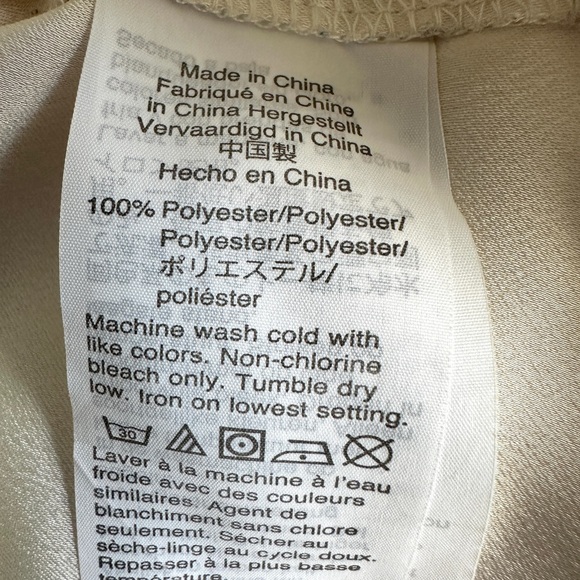 Made in China
Fabriqué en Chine
in China Hergestellt
Vervaardigd in China
中国製
Hecho en China
100% Polyester/Polyester/
Polyester/Polyester/
ポリエステル/
poliéster
Machine wash cold with
like colors. Non-chlorine
bleach only. Tumble dry
low. Iron on lowest setting.
30
Laver à la machine à l'eau
froide avec des couleurs
similaires. Agent de
blanchiment sans chlore
seulement. Sécher au
sèche-linge au cycle doux.
Repasser à la plus basse
température.